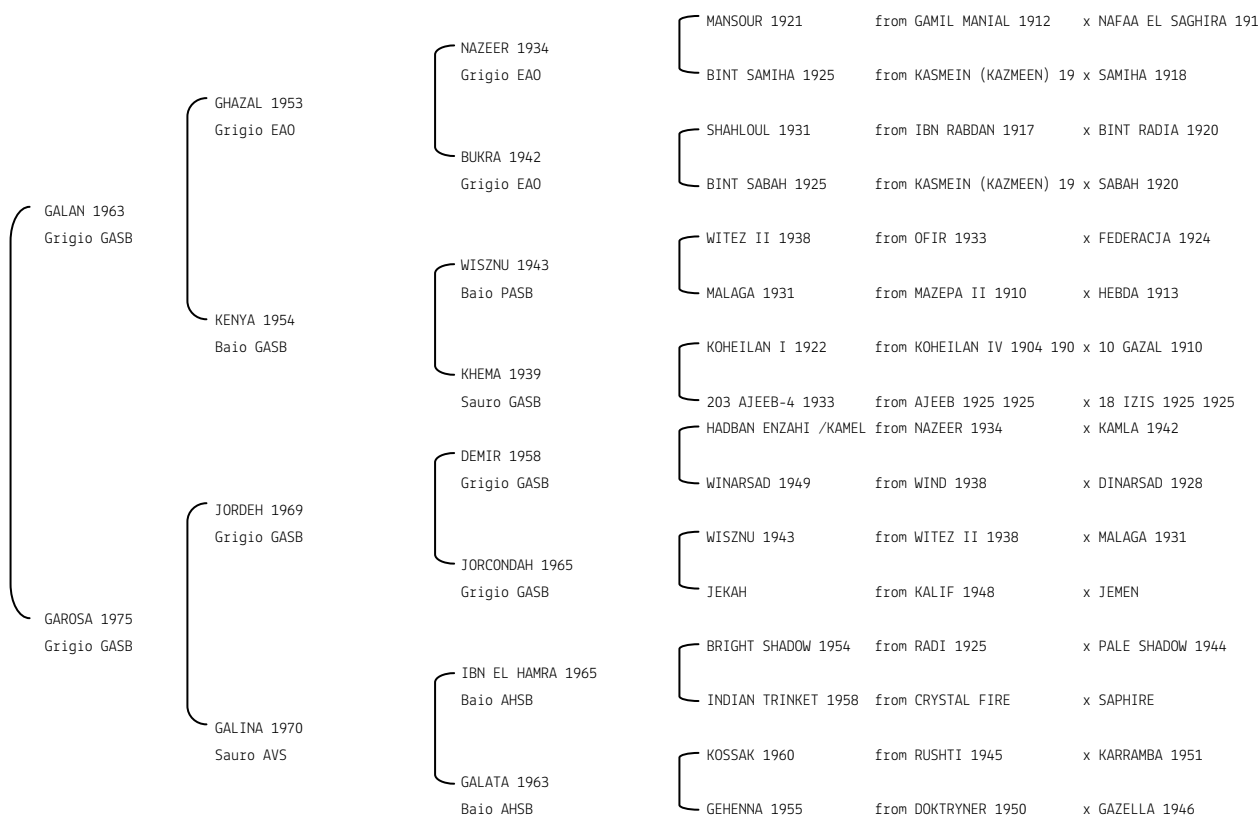 MANSOUR 1921 from GAMIL MANIAL 1912 x NAFAA EL SAGHIRA 191
NAZEER 1934
Grigio EAO
BINT SAMIHA 1925 from KASMEIN (KAZMEEN) 19 x SAMIHA 1918
GHAZAL 1953
Grigio EAO
SHAHLOUL 1931 from IBN RABDAN 1917 x BINT RADIA 1920
BUKRA 1942
Grigio EAO
BINT SABAH 1925 from KASMEIN (KAZMEEN) 19 x SABAH 1920
GALAN 1963
Grigio GASB
WITEZ II 1938 from OFIR 1933 x FEDERACJA 1924
WISZNU 1943
Baio PASB
MALAGA 1931 from MAZEPA II 1910 x HEBDA 1913
KENYA 1954
Baio GASB
KOHEILAN I 1922 from KOHEILAN IV 1904 190 x 10 GAZAL 1910
KHEMA 1939
Sauro GASB
203 AJEEB-4 1933 from AJEEB 1925 1925 x 18 IZIS 1925 1925
HADBAN ENZAHI /KAMEL from NAZEER 1934 x KAMLA 1942
DEMIR 1958
Grigio GASB
WINARSAD 1949 from WIND 1938 x DINARSAD 1928
JORDEH 1969
Grigio GASB
WISZNU 1943 from WITEZ II 1938 x MALAGA 1931
JORCONDAH 1965
Grigio GASB
JEKAH from KALIF 1948 x JEMEN
GAROSA 1975
Grigio GASB
BRIGHT SHADOW 1954 from RADI 1925 x PALE SHADOW 1944
IBN EL HAMRA 1965
Baio AHSB
INDIAN TRINKET 1958 from CRYSTAL FIRE x SAPHIRE
GALINA 1970
Sauro AVS
KOSSAK 1960 from RUSHTI 1945 x KARRAMBA 1951
GALATA 1963
Baio AHSB
GEHENNA 1955 from DOKTRYNER 1950 x GAZELLA 1946